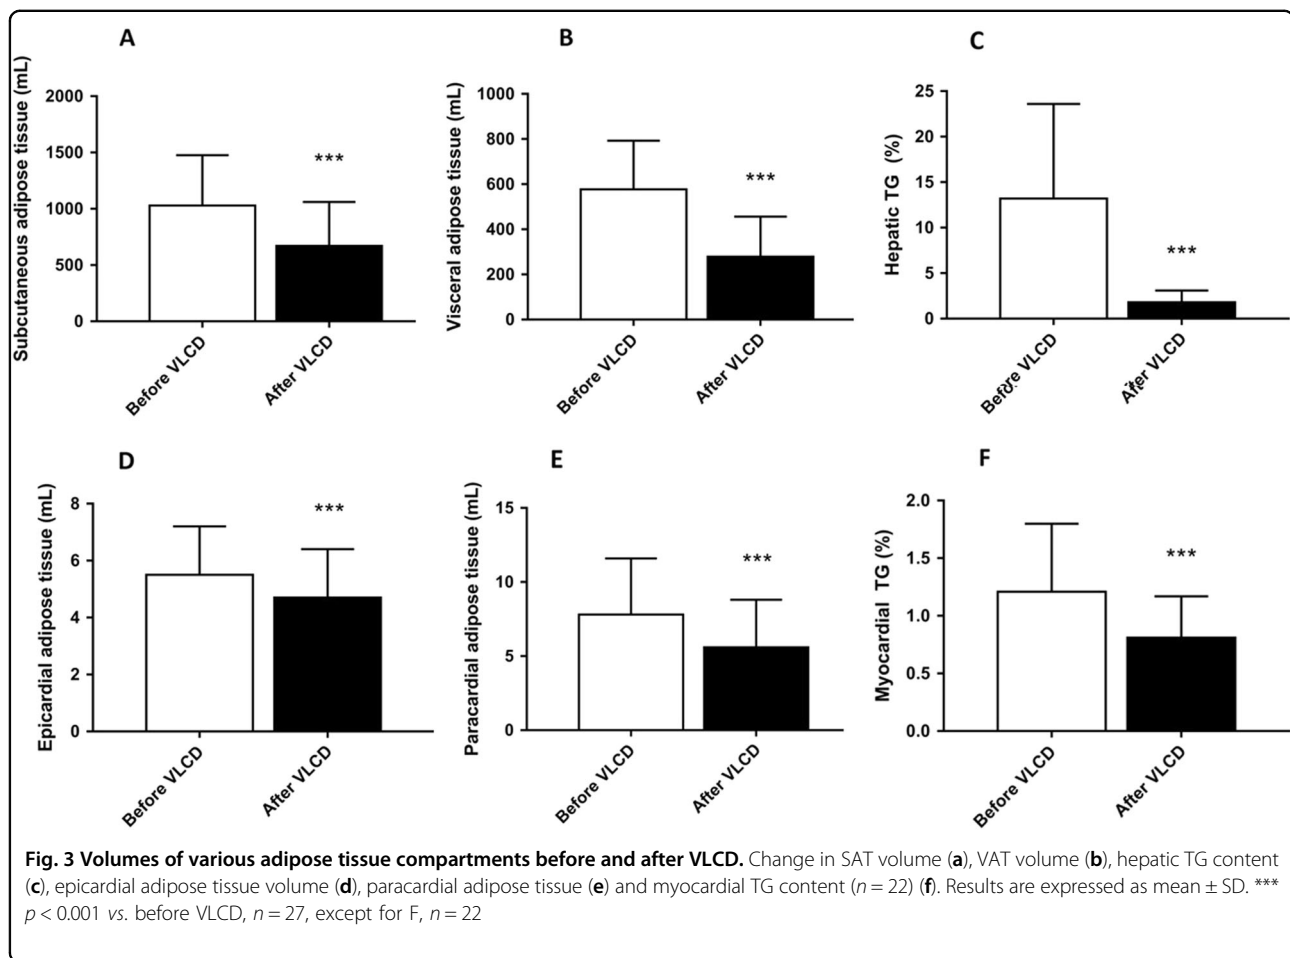 A
Subcutaneous adipose tissue (mL)
2000
1500
1000
500
0
***
Before VLCD
After VLCD
B
Visceral adipose tissue (mL)
1000
800
600
400
200
0
***
Before VLCD
After VLCD
C
Hepatic TG (%)
25
20
15
10
5
0
***
Before VLCD
After VLCD
D
Epicardial adipose tissue (mL)
8
6
4
2
0
***
Before VLCD
After VLCD
E
Paracardial adipose tissue (mL)
15
10
5
0
***
Before VLCD
After VLCD
F
Myocardial TG (%)
2.0
1.5
1.0
0.5
0.0
***
Before VLCD
After VLCD
Fig. 3 Volumes of various adipose tissue compartments before and after VLCD. Change in SAT volume (a), VAT volume (b), hepatic TG content
(c), epicardial adipose tissue volume (d), paracardial adipose tissue (e) and myocardial TG content (n = 22) (f). Results are expressed as mean ± SD. ***
p < 0.001 vs. before VLCD, n = 27, except for F, n = 22